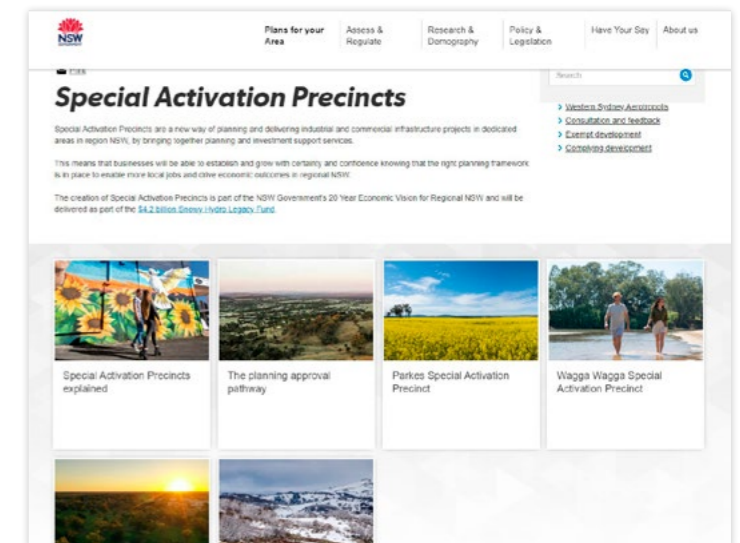 NSW
GOVERNMENT
Plans for your
Area
Assess &
Regulate
Research &
Demography
Policy &
Legislation
Have Your Say
About us
Print
Search
Special Activation Precincts
Western Sydney Aerotropolis
Consultation and feedback
Exempt development
Complying development
Special Activation Precincts are a new way of planning and delivering industrial and commercial infrastructure projects in dedicated
areas in region NSW, by bringing together planning and investment support services.
This means that businesses will be able to establish and grow with certainty and confidence knowing that the right planning framework
is in place to enable more local jobs and drive economic outcomes in regional NSW.
The creation of Special Activation Precincts is part of the NSW Government's 20 Year Economic Vision for Regional NSW and will be
delivered as part of the $4.2 billion Snowy Hydro Legacy Fund.
Special Activation Precincts
explained
The planning approval
pathway
Parkes Special Activation
Precinct
Wagga Wagga Special
Activation Precinct